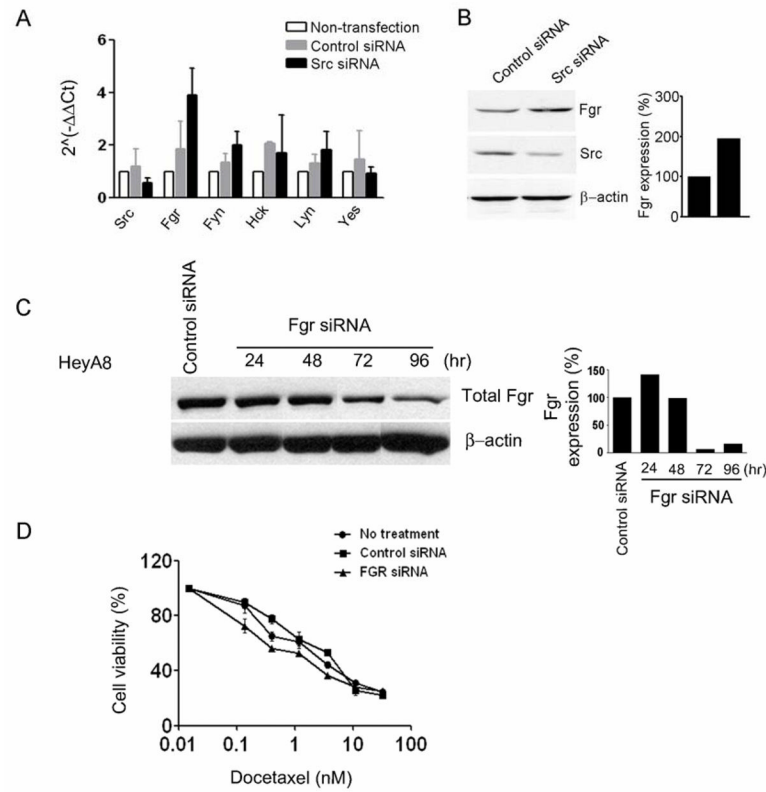 A
Non-transfection
Control siRNA
Src siRNA
2^(-ΔΔCt)
6
4
2
0
Src
Fgr
Fyn
Hck
Lyn
Yes
B
Control siRNA
Src siRNA
Fgr
Src
β–actin
Fgr expression (%)
300
200
100
0
C
HeyA8
Control siRNA
Fgr siRNA
24 48 72 96 (hr)
Total Fgr
β–actin
Fgr
expression (%)
150
100
50
0
Control siRNA
24 48 72 96 (hr)
Fgr siRNA
D
No treatment
Control siRNA
FGR siRNA
Cell viability (%)
120
80
40
0
0.01 0.1 1 10 100
Docetaxel (nM)